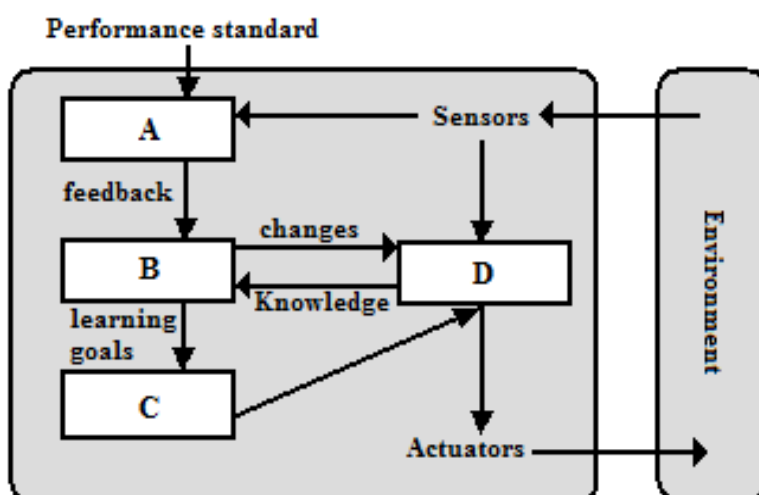 Performance standard
A
Sensors
feedback
changes
B
D
Knowledge
learning
goals
C
Actuators
Environment